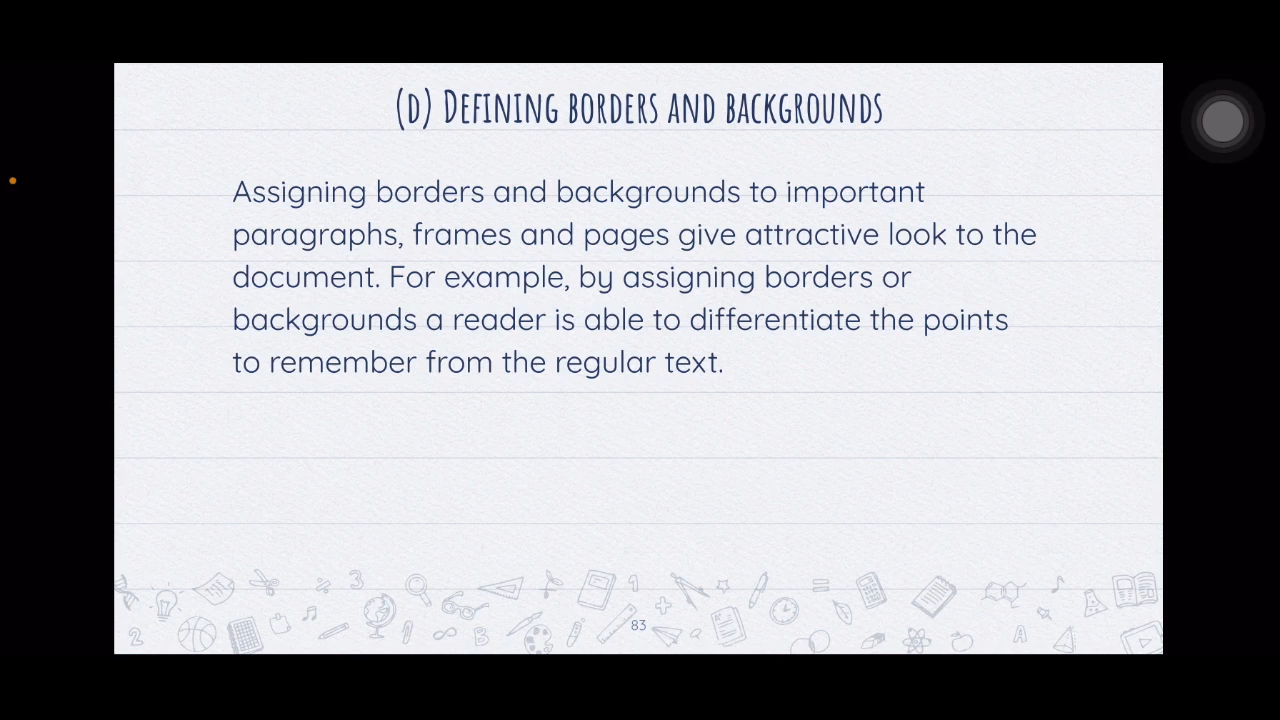 (d) Defining borders and backgrounds
Assigning borders and backgrounds to important
paragraphs, frames and pages give attractive look to the
document. For example, by assigning borders or
backgrounds a reader is able to differentiate the points
to remember from the regular text.
83